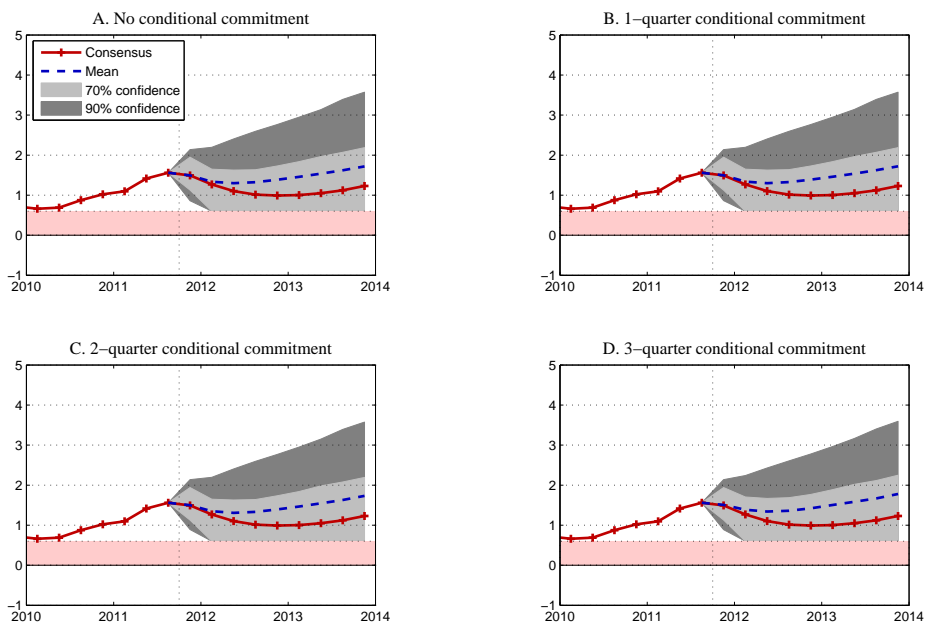 A. No conditional commitment
5
4
3
2
1
0
−1
2010 2011 2012 2013 2014
Consensus
Mean
70% confidence
90% confidence
B. 1−quarter conditional commitment
5
4
3
2
1
0
−1
2010 2011 2012 2013 2014
C. 2−quarter conditional commitment
5
4
3
2
1
0
−1
2010 2011 2012 2013 2014
D. 3−quarter conditional commitment
5
4
3
2
1
0
−1
2010 2011 2012 2013 2014